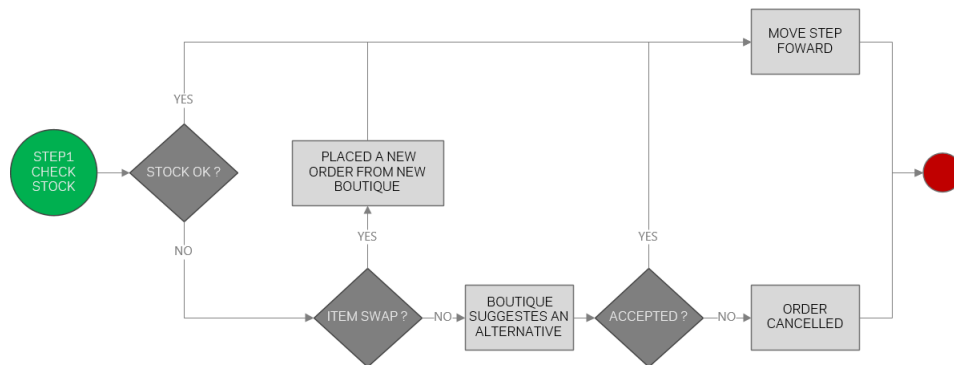 MOVE STEP
FOWARD
YES
STEP1
CHECK
STOCK
STOCK OK ?
PLACED A NEW
ORDER FROM NEW
BOUTIQUE
NO
YES
YES
ITEM SWAP ?
NO
BOUTIQUE
SUGGESTES AN
ALTERNATIVE
ACCEPTED ?
NO
ORDER
CANCELLED